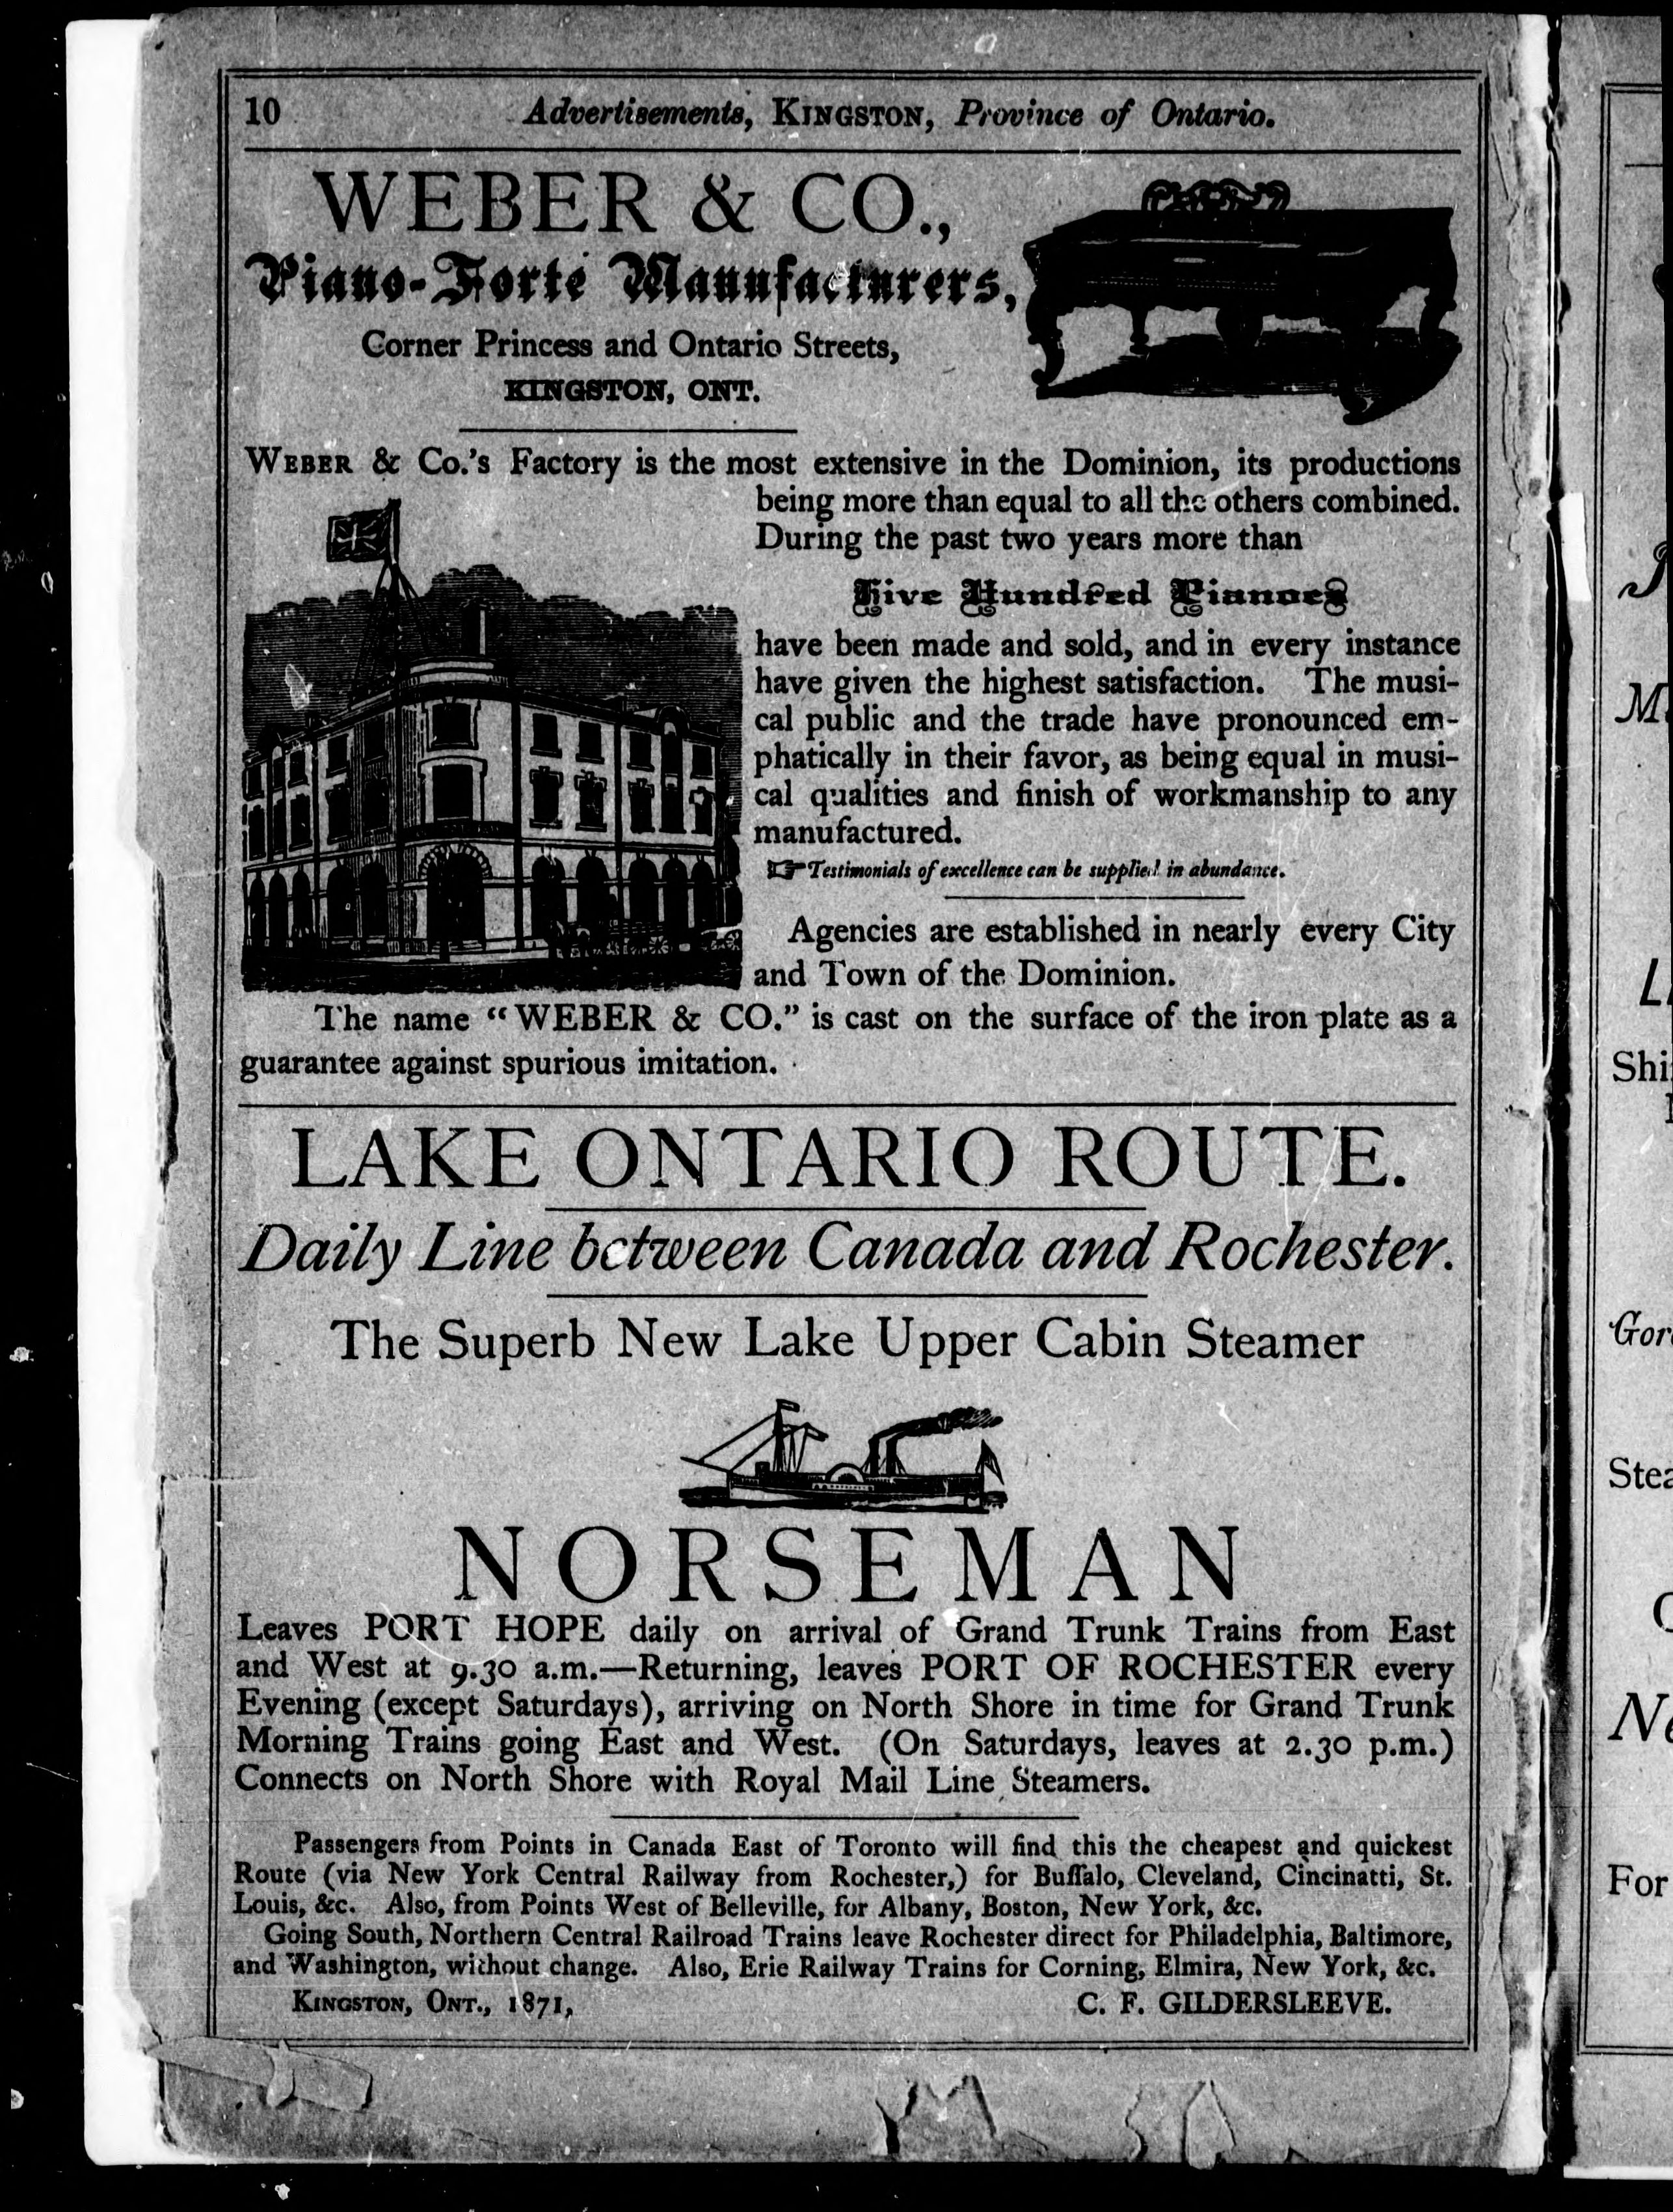 10 Advertisements, KINGSTON, Province of Ontario.
WEBER & CO.,
Piano-Forte Manufacturers,
Corner Princess and Ontario Streets,
KINGSTON, ONT.
WEBER & Co.'s Factory is the most extensive in the Dominion, its productions
being more than equal to all the others combined.
During the past two years more than
Five Hundred Pianoes
have been made and sold, and in every instance
have given the highest satisfaction. The musi-
cal public and the trade have pronounced em-
phatically in their favor, as being equal in musi-
cal qualities and finish of workmanship to any
manufactured.
☞ Testimonials of excellence can be supplied in abundance.
Agencies are established in nearly every City
and Town of the Dominion.
The name "WEBER & CO." is cast on the surface of the iron plate as a
guarantee against spurious imitation.
LAKE ONTARIO ROUTE.
Daily Line between Canada and Rochester.
The Superb New Lake Upper Cabin Steamer
NORSEMAN
Leaves PORT HOPE daily on arrival of Grand Trunk Trains from East
and West at 9.30 a.m.—Returning, leaves PORT OF ROCHESTER every
Evening (except Saturdays), arriving on North Shore in time for Grand Trunk
Morning Trains going East and West. (On Saturdays, leaves at 2.30 p.m.)
Connects on North Shore with Royal Mail Line Steamers.
Passengers from Points in Canada East of Toronto will find this the cheapest and quickest
Route (via New York Central Railway from Rochester,) for Buffalo, Cleveland, Cincinatti, St.
Louis, &c. Also, from Points West of Belleville, for Albany, Boston, New York, &c.
Going South, Northern Central Railroad Trains leave Rochester direct for Philadelphia, Baltimore,
and Washington, without change. Also, Erie Railway Trains for Corning, Elmira, New York, &c.
KINGSTON, ONT., 1871, C. F. GILDERSLEEVE.
Shi
Gor
Stea
For